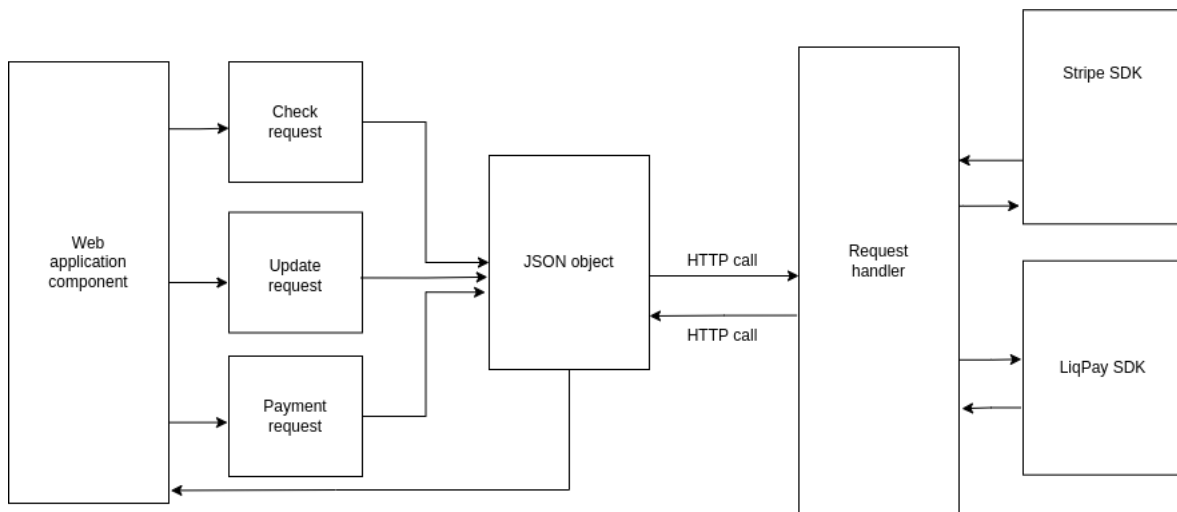 Web
application
component
Check
request
Update
request
Payment
request
JSON object
HTTP call
HTTP call
Request
handler
Stripe SDK
LiqPay SDK